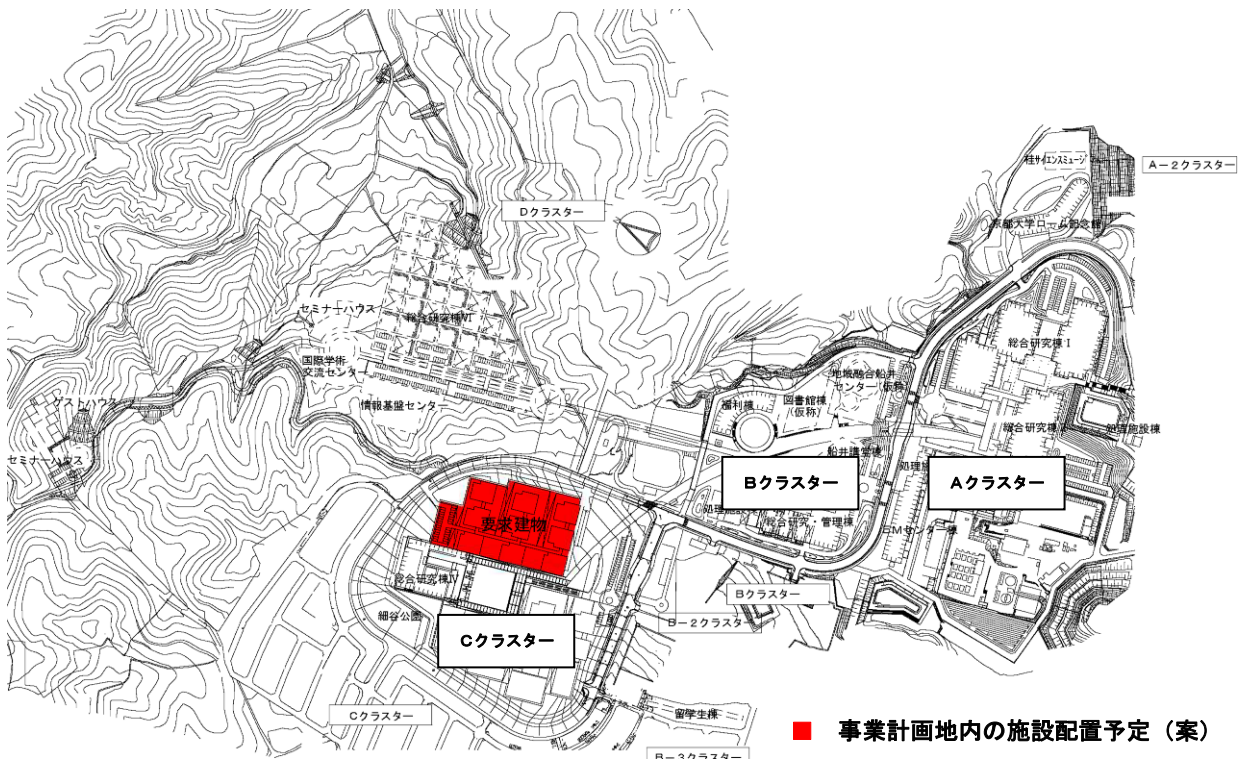 桂サイエンスミュージ
A-2クラスター
Dクラスター
京都大学ローム記念館
セミナーハウス
総合研究棟Ⅵ
総合研究棟Ⅰ
国際学術
交流センター
地域融合船井
センター(仮称)
ゲストハウス
情報基盤センター
福利棟
図書館棟
(仮称)
総合研究棟
処理施設棟
セミナーハウス
船井講堂棟
Bクラスター
Aクラスター
要求建物
総合研究・管理棟
総合研究棟Ⅳ
Bクラスター
細谷公園
B-2クラスター
Cクラスター
Cクラスター
留学生棟
■ 事業計画地内の施設配置予定(案)
B-3クラスター